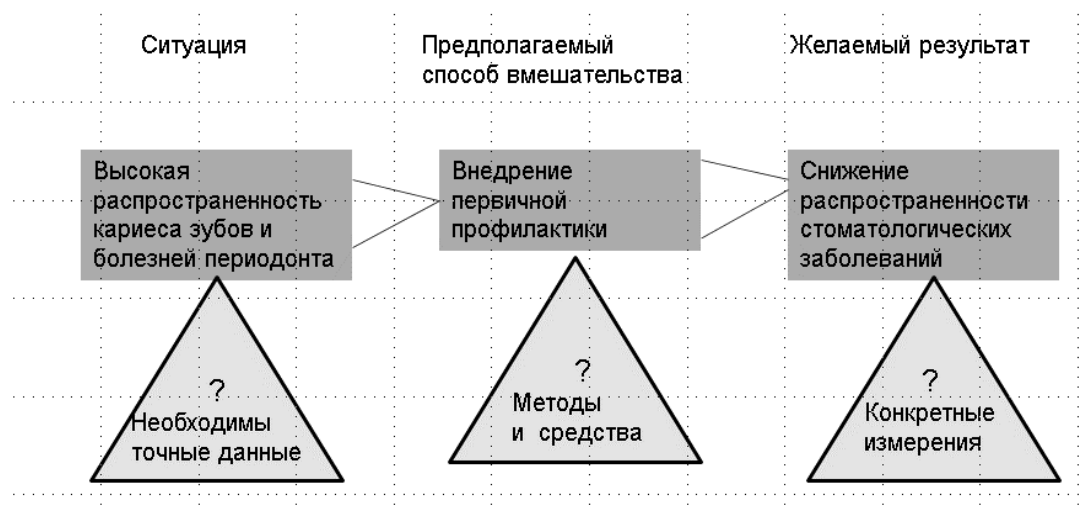 Ситуация
Предполагаемый
способ вмешательства
Желаемый результат
Высокая
распространенность
кариеса зубов и
болезней периодонта
Внедрение
первичной
профилактики
Снижение
распространенности
стоматологических
заболеваний
?
Необходимы
точные данные
?
Методы
и средства
?
Конкретные
измерения